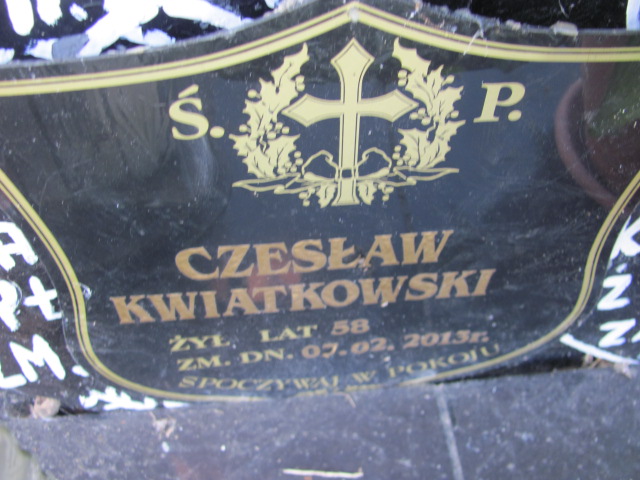 Ś. P.
CZESŁAW
KWIATKOWSKI
ŻYŁ LAT 58
ZM. DN. 07.02.2013r.
SPOCZYWAJ W POKOJU